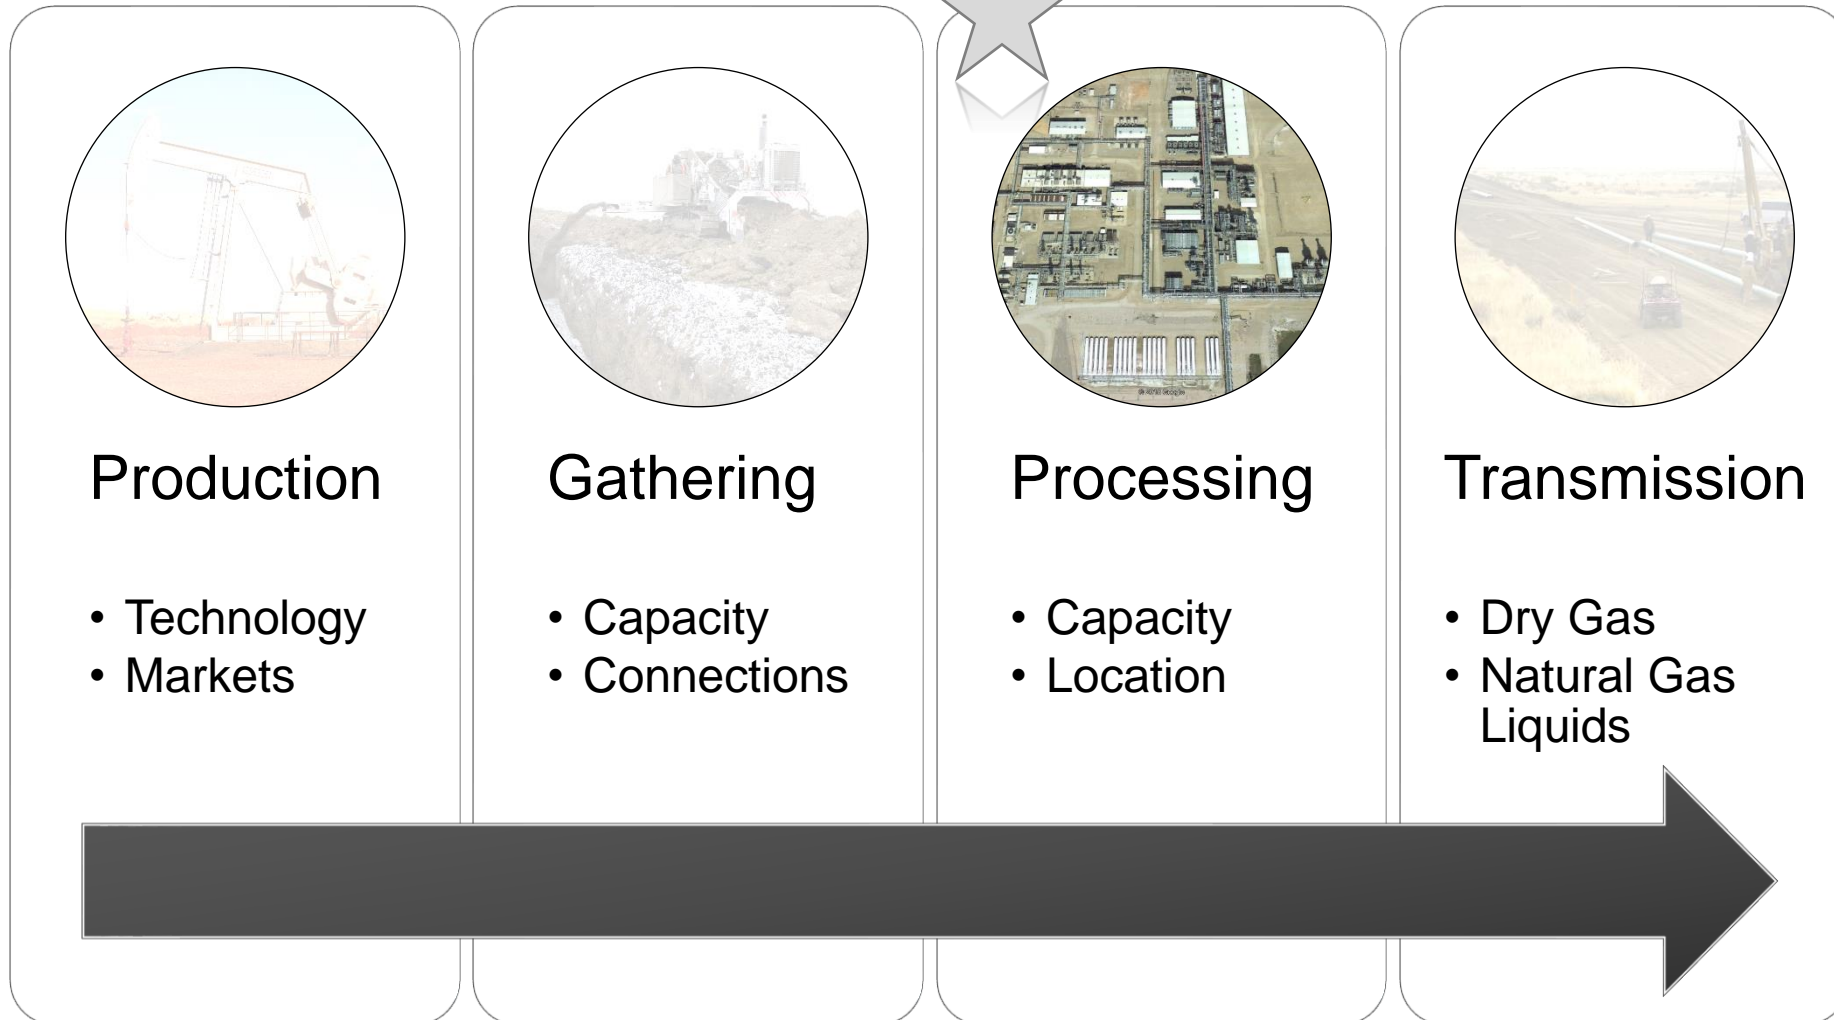 Production
• Technology
• Markets
Gathering
• Capacity
• Connections
Processing
• Capacity
• Location
Transmission
• Dry Gas
• Natural Gas
Liquids